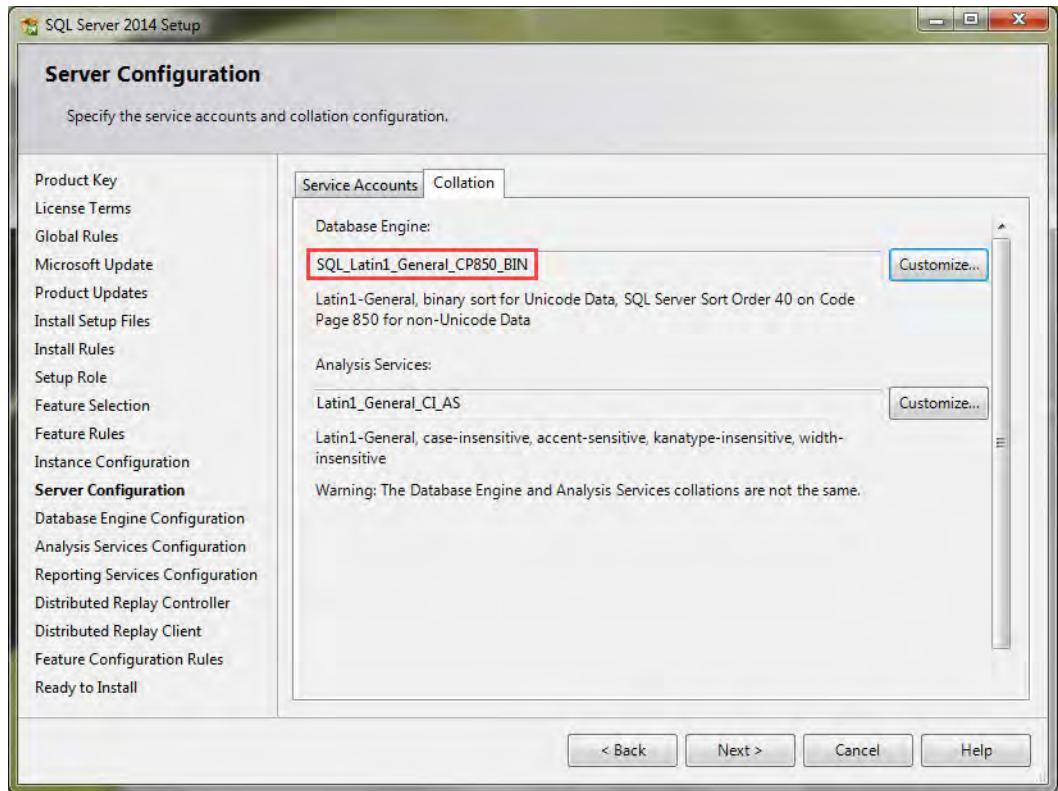 SQL Server 2014 Setup
Server Configuration
Specify the service accounts and collation configuration.
Product Key
License Terms
Global Rules
Microsoft Update
Product Updates
Install Setup Files
Install Rules
Setup Role
Feature Selection
Feature Rules
Instance Configuration
Server Configuration
Database Engine Configuration
Analysis Services Configuration
Reporting Services Configuration
Distributed Replay Controller
Distributed Replay Client
Feature Configuration Rules
Ready to Install
Service Accounts Collation
Database Engine:
SQL_Latin1_General_CP850_BIN Customize...
Latin1-General, binary sort for Unicode Data, SQL Server Sort Order 40 on Code
Page 850 for non-Unicode Data
Analysis Services:
Latin1_General_CI_AS Customize...
Latin1-General, case-insensitive, accent-sensitive, kanatype-insensitive, width-
insensitive
Warning: The Database Engine and Analysis Services collations are not the same.
< Back Next > Cancel Help